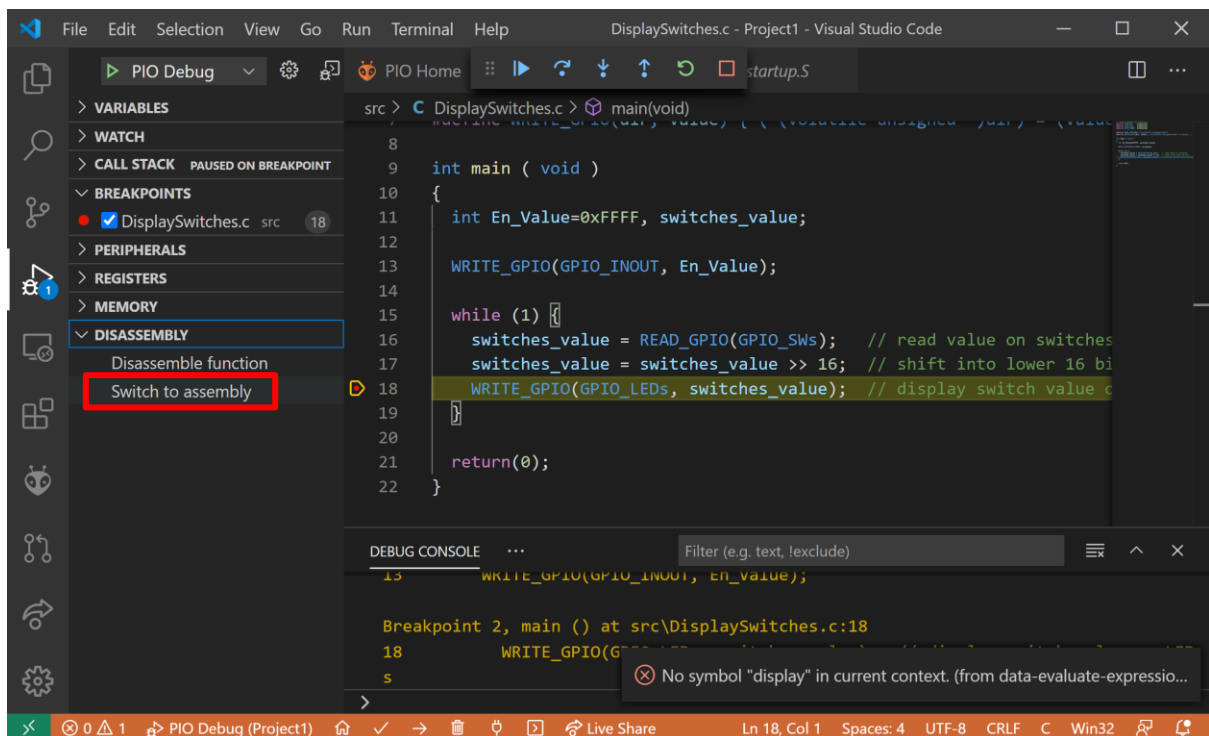 File Edit Selection View Go Run Terminal Help DisplaySwitches.c - Project1 - Visual Studio Code
PIO Debug
PIO Home startup.S
VARIABLES
WATCH
CALL STACK PAUSED ON BREAKPOINT
BREAKPOINTS
DisplaySwitches.c src 18
PERIPHERALS
REGISTERS
MEMORY
DISASSEMBLY
Disassemble function
Switch to assembly
1
src > C DisplaySwitches.c > main(void)
8
9 int main ( void )
10 {
11 int En_Value=0xFFFF, switches_value;
12
13 WRITE_GPIO(GPIO_INOUT, En_Value);
14
15 while (1) {
16 switches_value = READ_GPIO(GPIO_SWs); // read value on switches
17 switches_value = switches_value >> 16; // shift into lower 16 bi
18 WRITE_GPIO(GPIO_LEDs, switches_value); // display switch value o
19 }
20
21 return(0);
22 }
DEBUG CONSOLE ··· Filter (e.g. text, !exclude)
13 WRITE_GPIO(GPIO_INOUT, En_Value);
Breakpoint 2, main () at src\DisplaySwitches.c:18
18 WRITE_GPIO(G
s
No symbol "display" in current context. (from data-evaluate-expressio...
>
0 1 PIO Debug (Project1) Live Share Ln 18, Col 1 Spaces: 4 UTF-8 CRLF C Win32